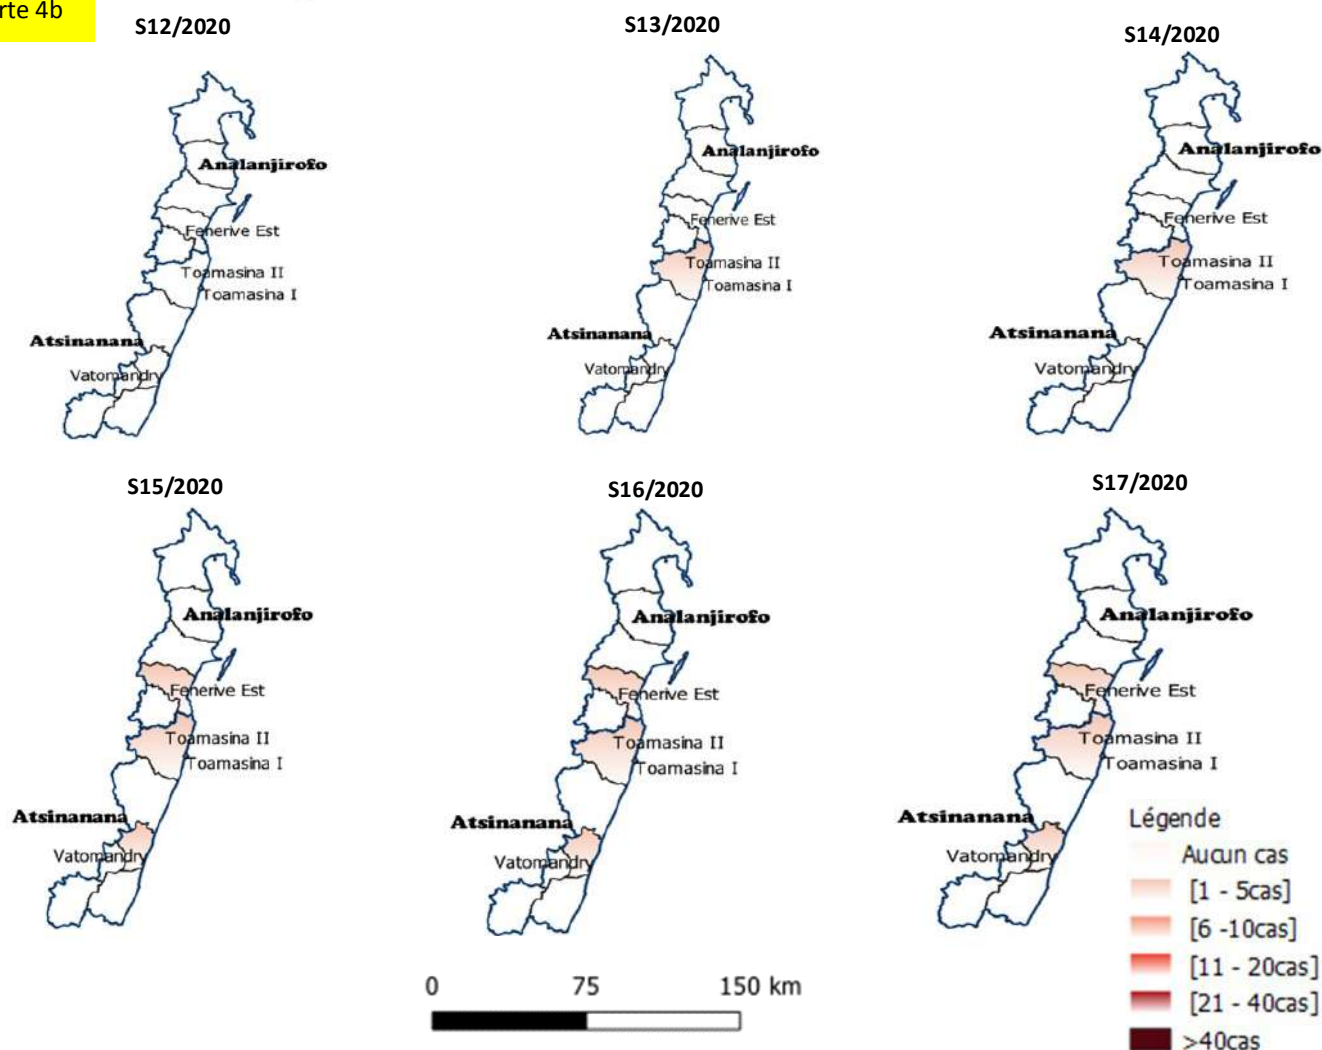 rte 4b
S12/2020
S13/2020
S14/2020
Analanjirofo
Fenerive Est
Toamasina II
Toamasina I
Atsinanana
Vatomandry
Analanjirofo
Fenerive Est
Toamasina II
Toamasina I
Atsinanana
Vatomandry
Analanjirofo
Fenerive Est
Toamasina II
Toamasina I
Atsinanana
Vatomandry
S15/2020
S16/2020
S17/2020
Analanjirofo
Fenerive Est
Toamasina II
Toamasina I
Atsinanana
Vatomandry
Analanjirofo
Fenerive Est
Toamasina II
Toamasina I
Atsinanana
Vatomandry
Analanjirofo
Fenerive Est
Toamasina II
Toamasina I
Atsinanana
Vatomandry
Légende
Aucun cas
[1 - 5cas]
[6 -10cas]
[11 - 20cas]
[21 - 40cas]
>40cas
0 75 150 km